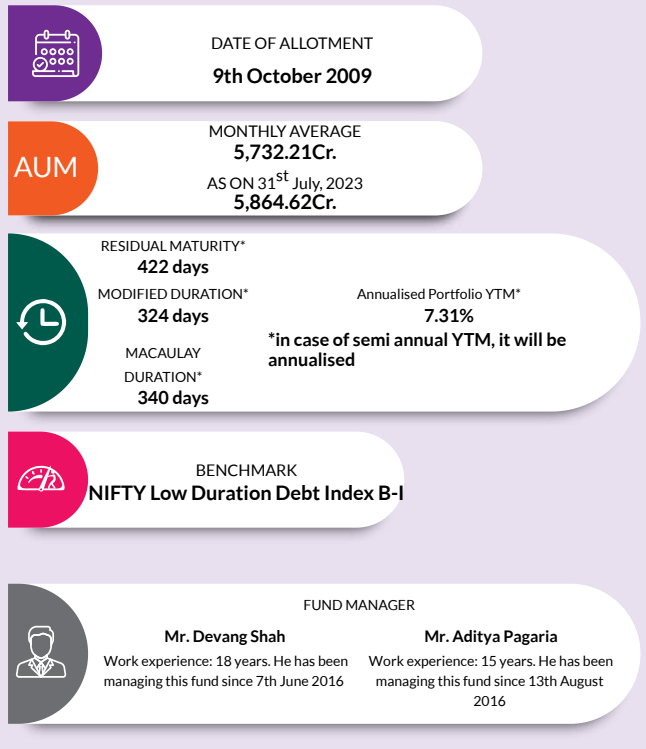 DATE OF ALLOTMENT
9th October 2009
AUM
MONTHLY AVERAGE
5,732.21Cr.
AS ON 31st July, 2023
5,864.62Cr.
RESIDUAL MATURITY*
422 days
MODIFIED DURATION*
324 days
MACAULAY
DURATION*
340 days
Annualised Portfolio YTM*
7.31%
*in case of semi annual YTM, it will be
annualised
BENCHMARK
NIFTY Low Duration Debt Index B-I
FUND MANAGER
Mr. Devang Shah
Work experience: 18 years. He has been
managing this fund since 7th June 2016
Mr. Aditya Pagaria
Work experience: 15 years. He has been
managing this fund since 13th August
2016